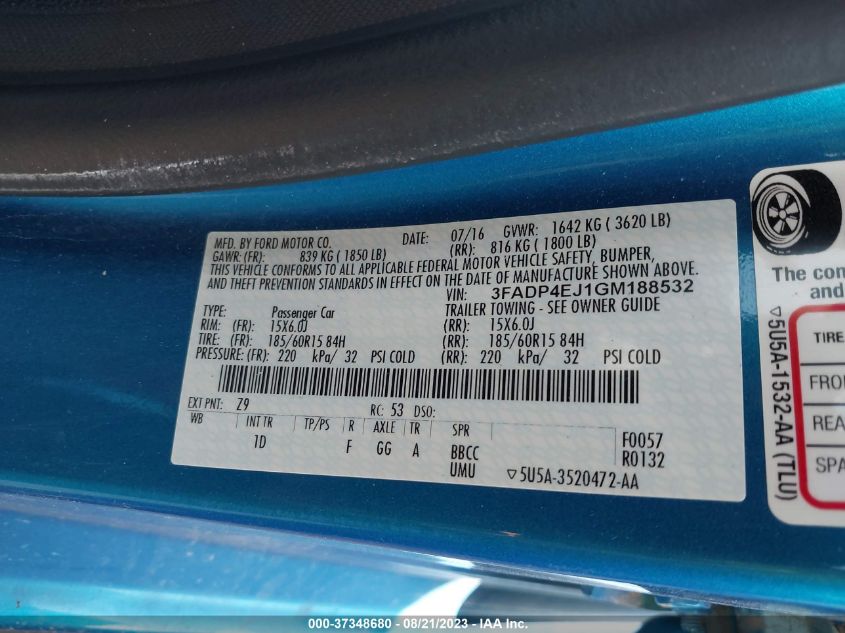 MFD. BY FORD MOTOR CO. DATE: 07/16 GVWR: 1642 KG ( 3620 LB)
GAWR: (FR): 839 KG ( 1850 LB) (RR): 816 KG ( 1800 LB)
THIS VEHICLE CONFORMS TO ALL APPLICABLE FEDERAL MOTOR VEHICLE SAFETY, BUMPER,
AND THEFT PREVENTION STANDARDS IN EFFECT ON THE DATE OF MANUFACTURE SHOWN ABOVE.
VIN: 3FADP4EJ1GM188532
TYPE: Passenger Car TRAILER TOWING - SEE OWNER GUIDE
RIM: (FR): 15X6.0J (RR): 15X6.0J
TIRE: (FR): 185/60R15 84H (RR): 185/60R15 84H
PRESSURE: (FR): 220 kPa/ 32 PSI COLD (RR): 220 kPa/ 32 PSI COLD
EXT PNT: Z9 RC: 53 DSO:
WB INT TR TP/PS R AXLE TR SPR F0057
1D F GG A BBCC R0132
UMU ▽5U5A-3520472-AA
The con
and
▽5U5A-1532-AA (TLU)
TIRE
FRO
REA
SPA
000-37348680 - 08/21/2023 - IAA Inc.